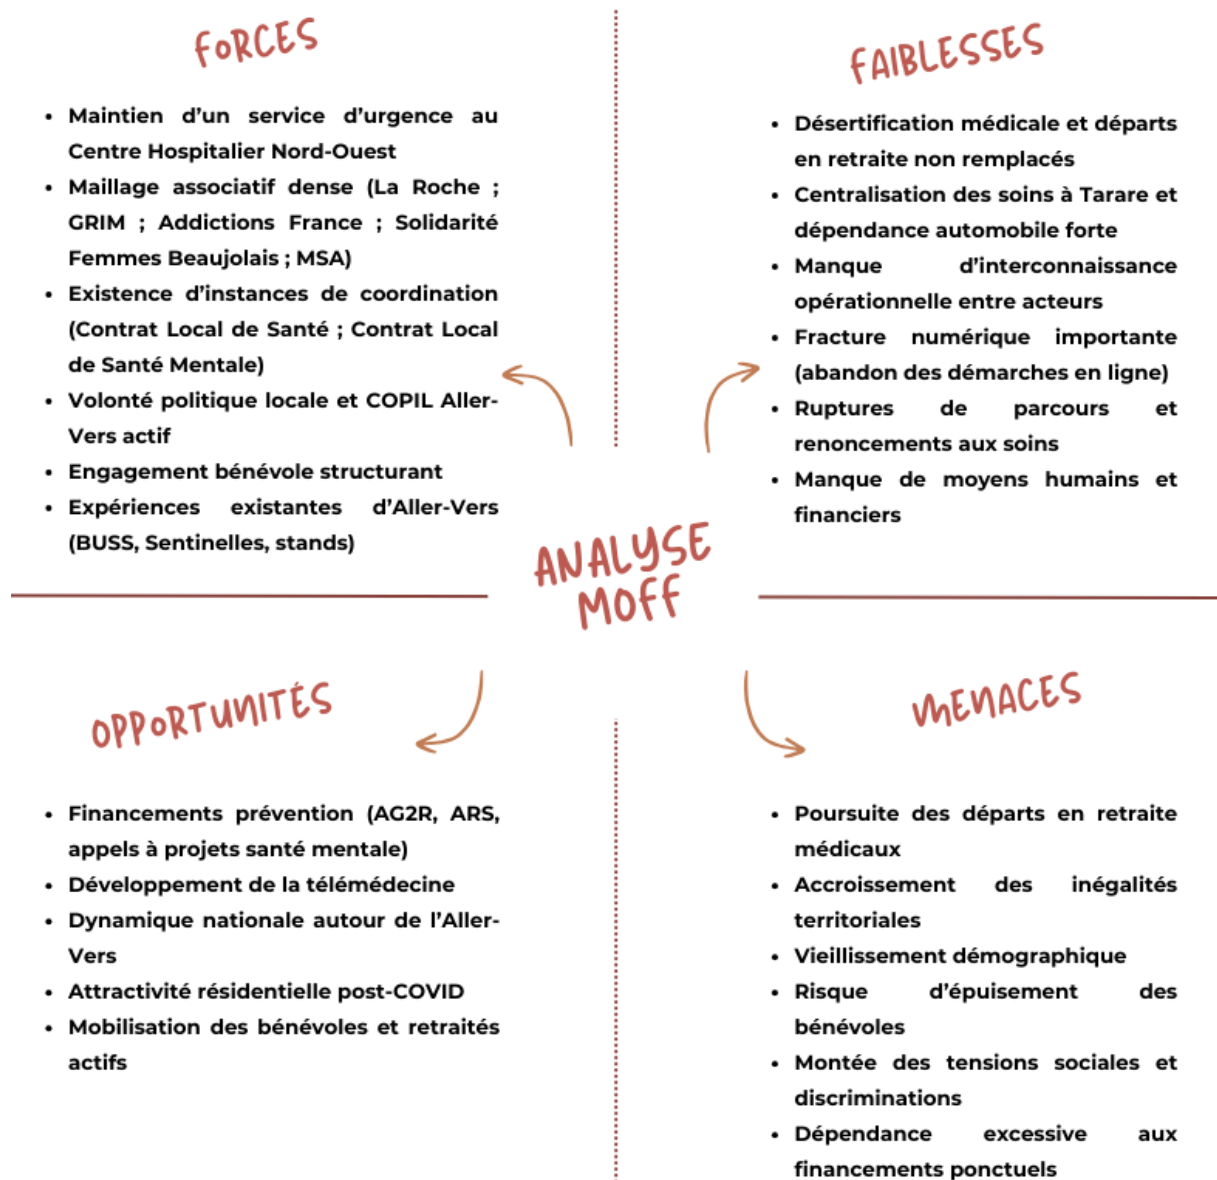 FORCES
• Maintien d'un service d'urgence au
Centre Hospitalier Nord-Ouest
• Maillage associatif dense (La Roche ;
GRIM ; Addictions France ; Solidarité
Femmes Beaujolais ; MSA)
• Existence d'instances de coordination
(Contrat Local de Santé ; Contrat Local
de Santé Mentale)
• Volonté politique locale et COPIL Aller-
Vers actif
• Engagement bénévole structurant
• Expériences existantes d'Aller-Vers
(BUSS, Sentinelles, stands)
FAIBLESSES
• Désertification médicale et départs
en retraite non remplacés
• Centralisation des soins à Tarare et
dépendance automobile forte
• Manque d'interconnaissance
opérationnelle entre acteurs
• Fracture numérique importante
(abandon des démarches en ligne)
• Ruptures de parcours et
renoncements aux soins
• Manque de moyens humains et
financiers
ANALYSE
MOFF
OPPORTUNITÉS
• Financements prévention (AG2R, ARS,
appels à projets santé mentale)
• Développement de la télémédecine
• Dynamique nationale autour de l'Aller-
Vers
• Attractivité résidentielle post-COVID
• Mobilisation des bénévoles et retraités
actifs
MENACES
• Poursuite des départs en retraite
médicaux
• Accroissement des inégalités
territoriales
• Vieillissement démographique
• Risque d'épuisement des
bénévoles
• Montée des tensions sociales et
discriminations
• Dépendance excessive aux
financements ponctuels